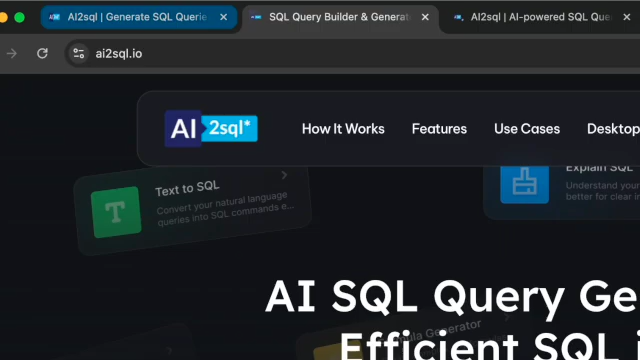 AI2sql | Generate SQL Querie
SQL Query Builder & Generat
AI2sql | AI-powered SQL Que
ai2sql.io
AI 2sql*
How It Works
Features
Use Cases
Desktop
Text to SQL
Convert your natural language
queries into SQL commands e...
Explain SQL
Understand your
better for clear in
AI SQL Query Ge
Generator
Efficient SQL i